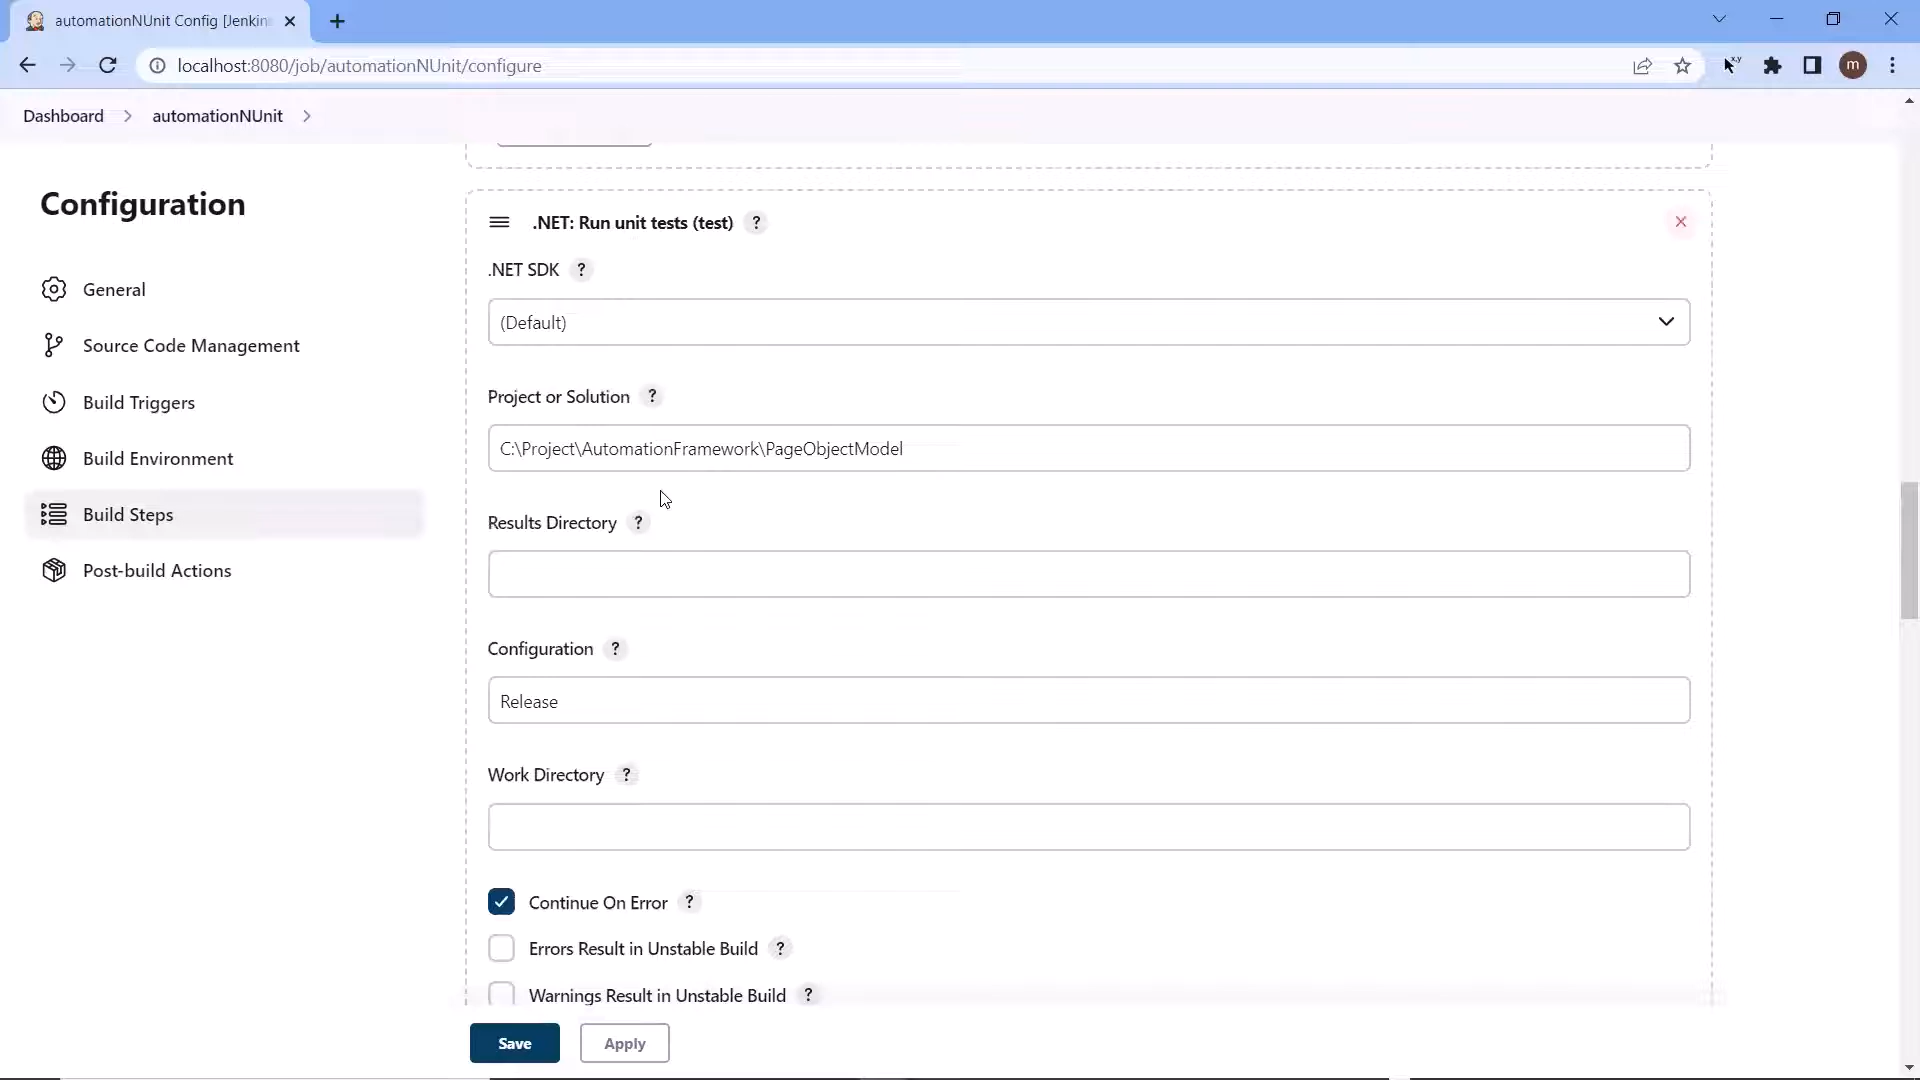 automationNUnit Config [Jenkin
localhost:8080/job/automationNUnit/configure
m
Dashboard
automationNUnit
Configuration
General
Source Code Management
Build Triggers
Build Environment
Build Steps
Post-build Actions
.NET: Run unit tests (test) ?
.NET SDK ?
(Default)
Project or Solution ?
C:\Project\AutomationFramework\PageObjectModel
Results Directory ?
Configuration ?
Release
Work Directory ?
Continue On Error ?
Errors Result in Unstable Build ?
Warnings Result in Unstable Build ?
Save
Apply